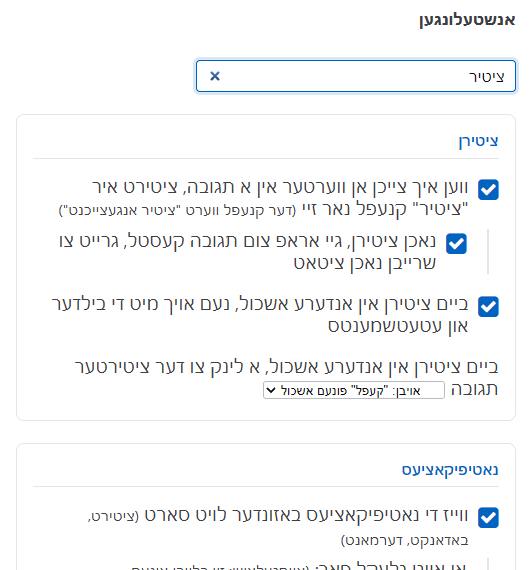 אנשטעלונגען
ציטיר
ציטירן
ווען איך צייכן אן ווערטער אין א תגובה, ציטירט איר
"ציטיר" קנעפל נאר זיי (דער קנעפל ווערט "ציטיר אנגעצייכנט")
נאכן ציטירן, גיי אראפ צום תגובה קעסטל, גרייט צו
שרייבן נאכן ציטאט
ביים ציטירן אין אנדערע אשכול, נעם אויך מיט די בילדער
און עטעטשמענטס
ביים ציטירן אין אנדערע אשכול, א לינק צו דער ציטירטער
תגובה אויבן: "קעפל" פונעם אשכול
נאטיפיקאציעס
ווייז די נאטיפיקאציעס באזונדער לויט סארט (ציטירט,
באדאנקט, דערמאנט)